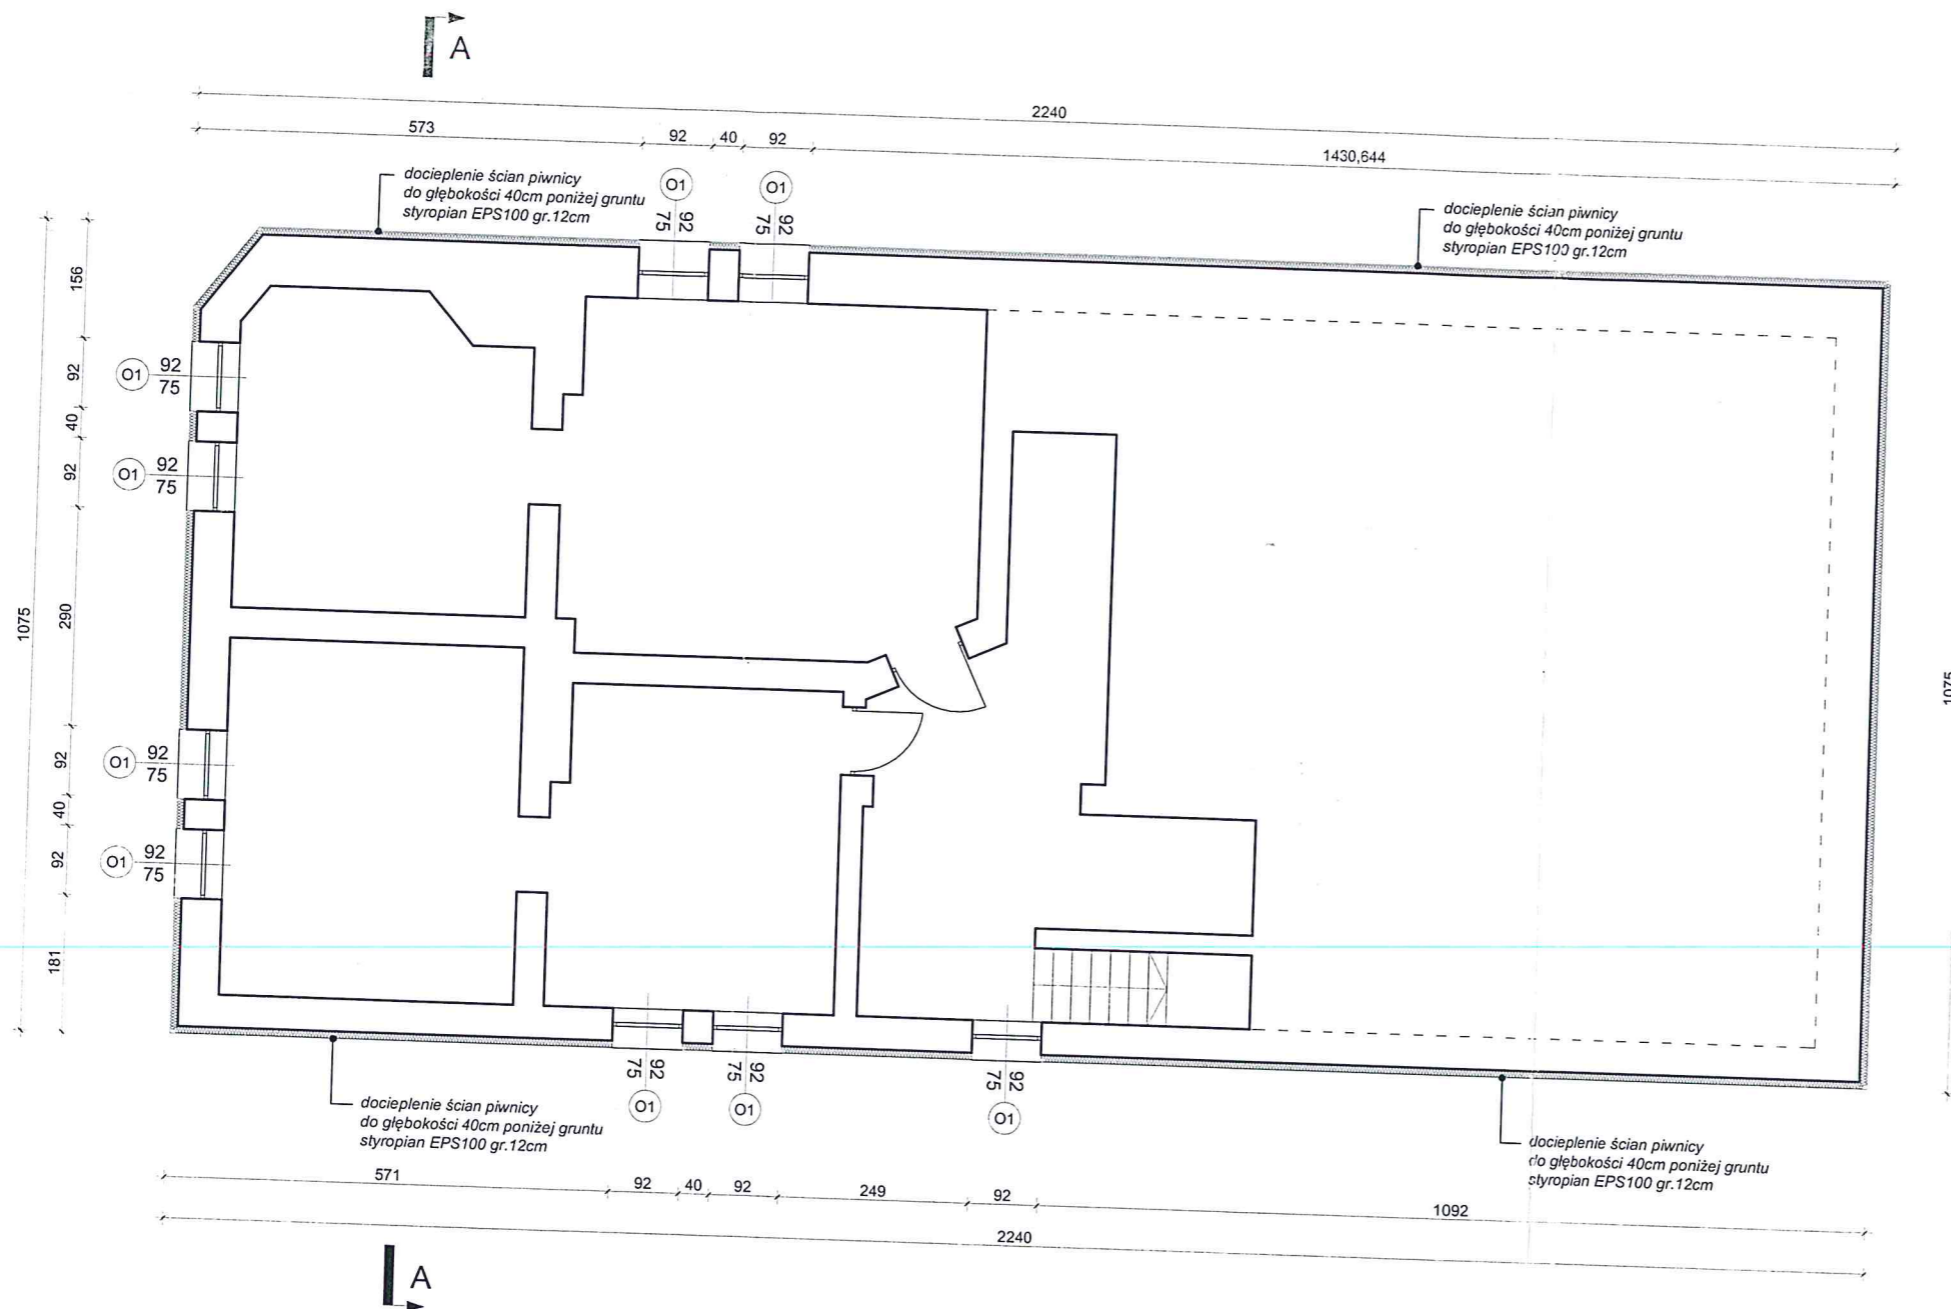 A
2240
573
92
40
92
1430,644
docieplenie ścian piwnicy
do głębokości 40cm poniżej gruntu
styropian EPS100 gr.12cm
O1
92
75
O1
92
75
docieplenie ścian piwnicy
do głębokości 40cm poniżej gruntu
styropian EPS100 gr.12cm
156
92
40
92
290
92
40
92
181
1075
O1
92
75
O1
92
75
O1
92
75
O1
92
75
1075
92
75
O1
92
75
O1
92
75
O1
docieplenie ścian piwnicy
do głębokości 40cm poniżej gruntu
styropian EPS100 gr.12cm
docieplenie ścian piwnicy
do głębokości 40cm poniżej gruntu
styropian EPS100 gr.12cm
571
92
40
92
249
92
1092
2240
A